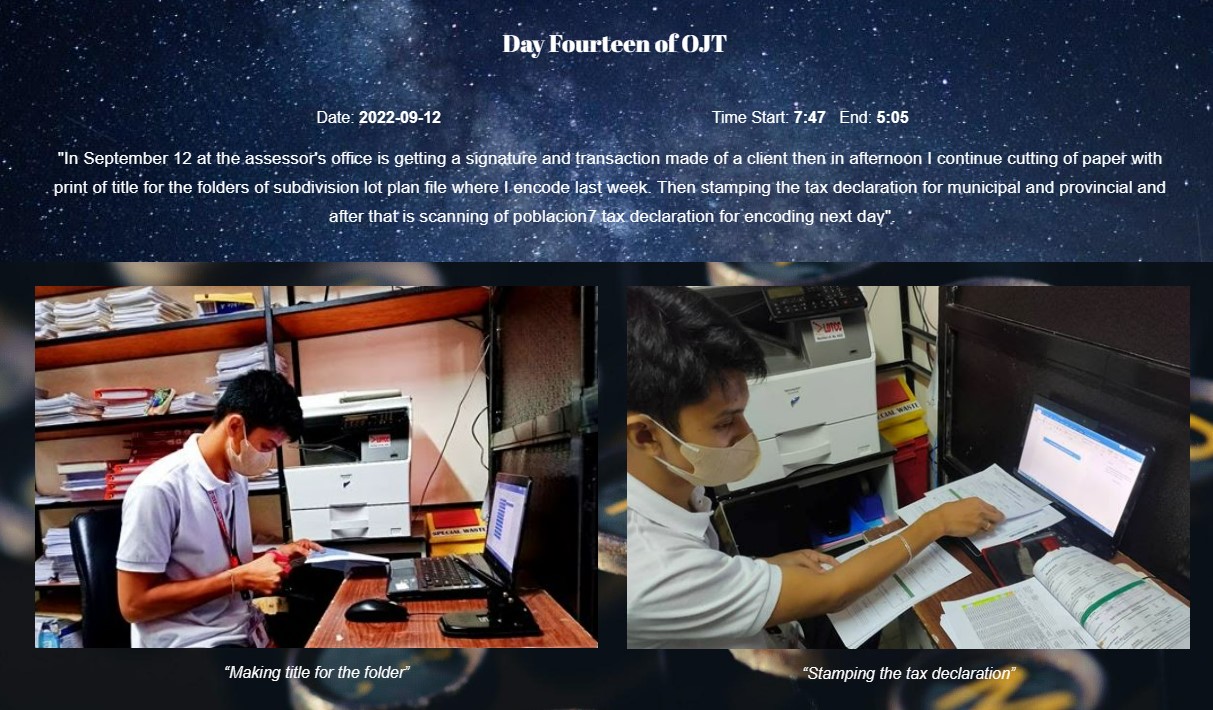 Day Fourteen of OJT
Date: 2022-09-12
Time Start: 7:47 End: 5:05
"In September 12 at the assessor's office is getting a signature and transaction made of a client then in afternoon I continue cutting of paper with
print of title for the folders of subdivision lot plan file where I encode last week. Then stamping the tax declaration for municipal and provincial and
after that is scanning of poblacion7 tax declaration for encoding next day".
SPECIAL WASTE
SPECIAL WASTE
“Making title for the folder”
“Stamping the tax declaration”